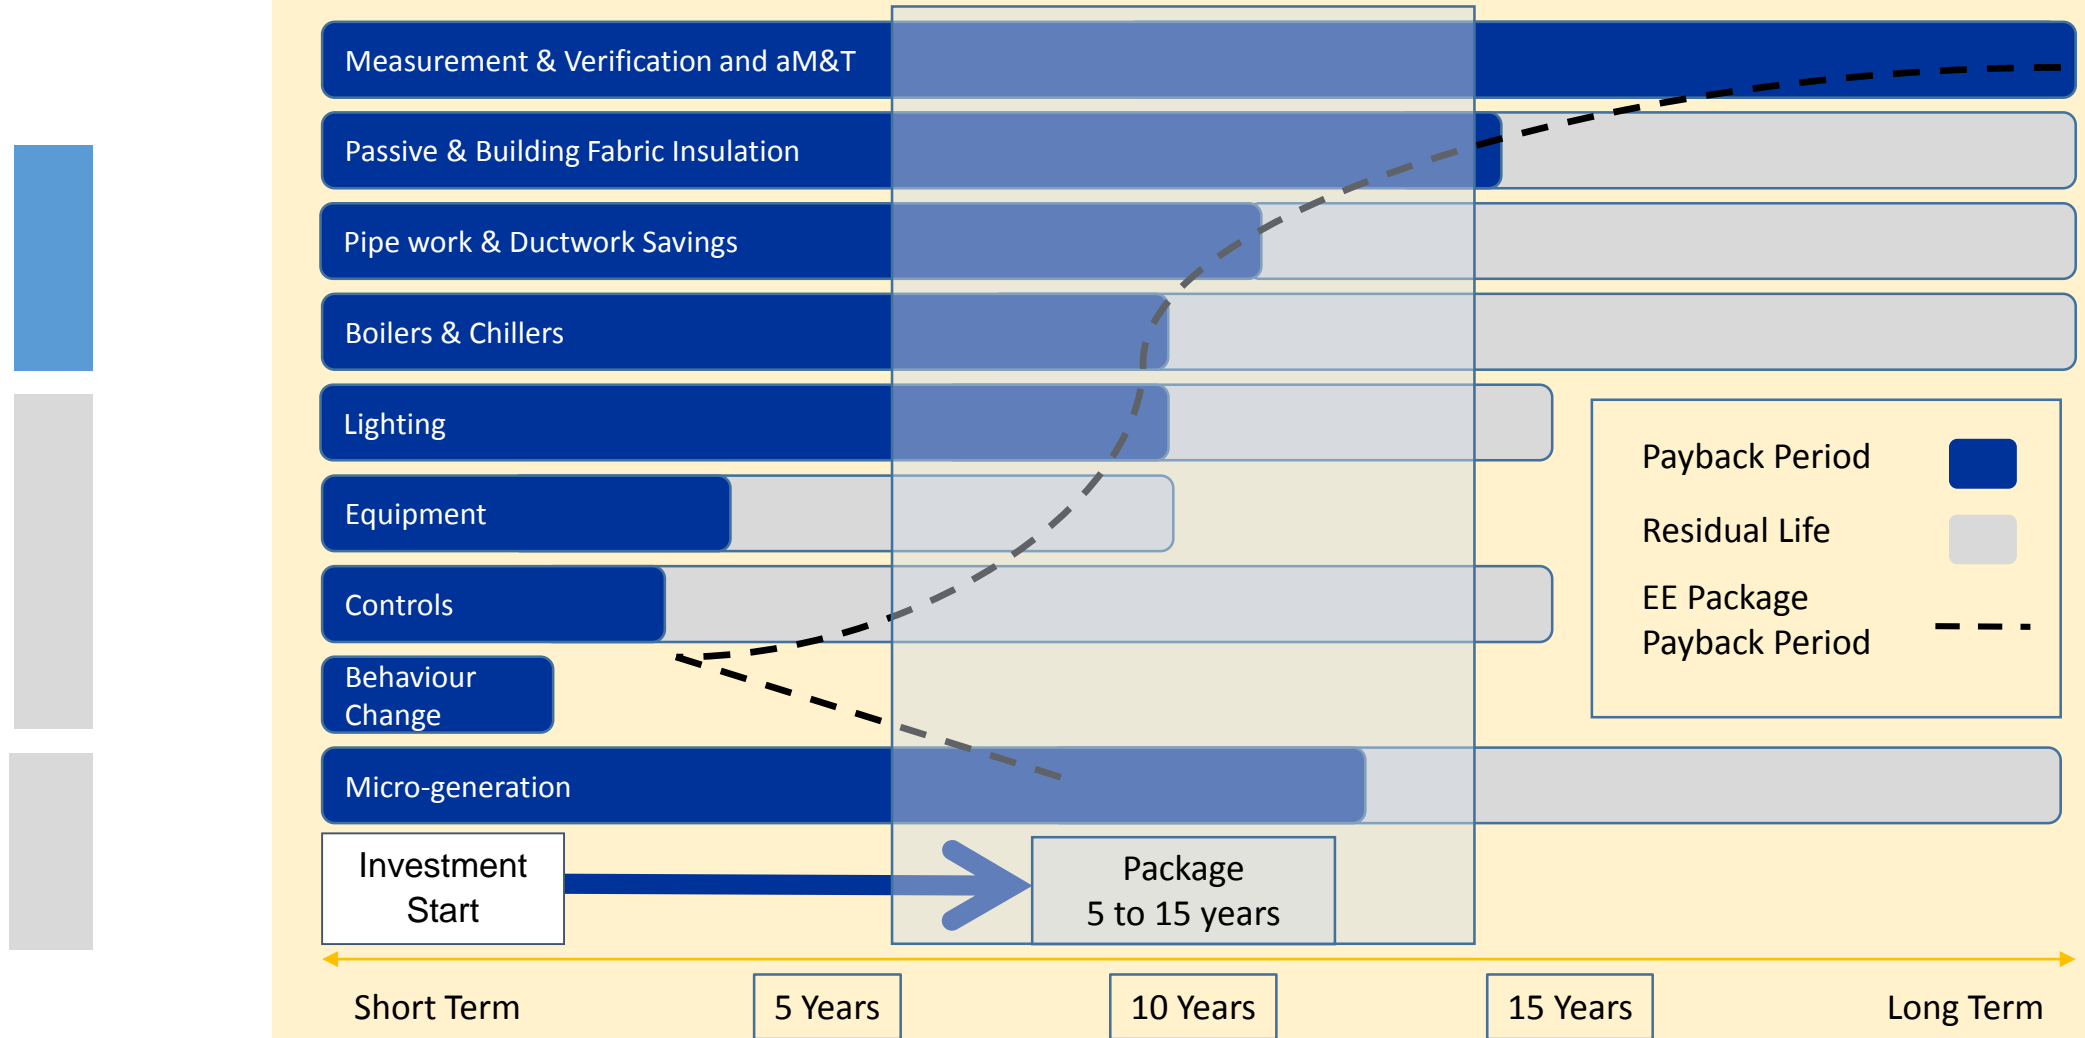 Measurement & Verification and aM&T
Passive & Building Fabric Insulation
Pipe work & Ductwork Savings
Boilers & Chillers
Lighting
Equipment
Controls
Behaviour
Change
Micro-generation
Payback Period
Residual Life
EE Package
Payback Period
Investment
Start
Package
5 to 15 years
Short Term
5 Years
10 Years
15 Years
Long Term